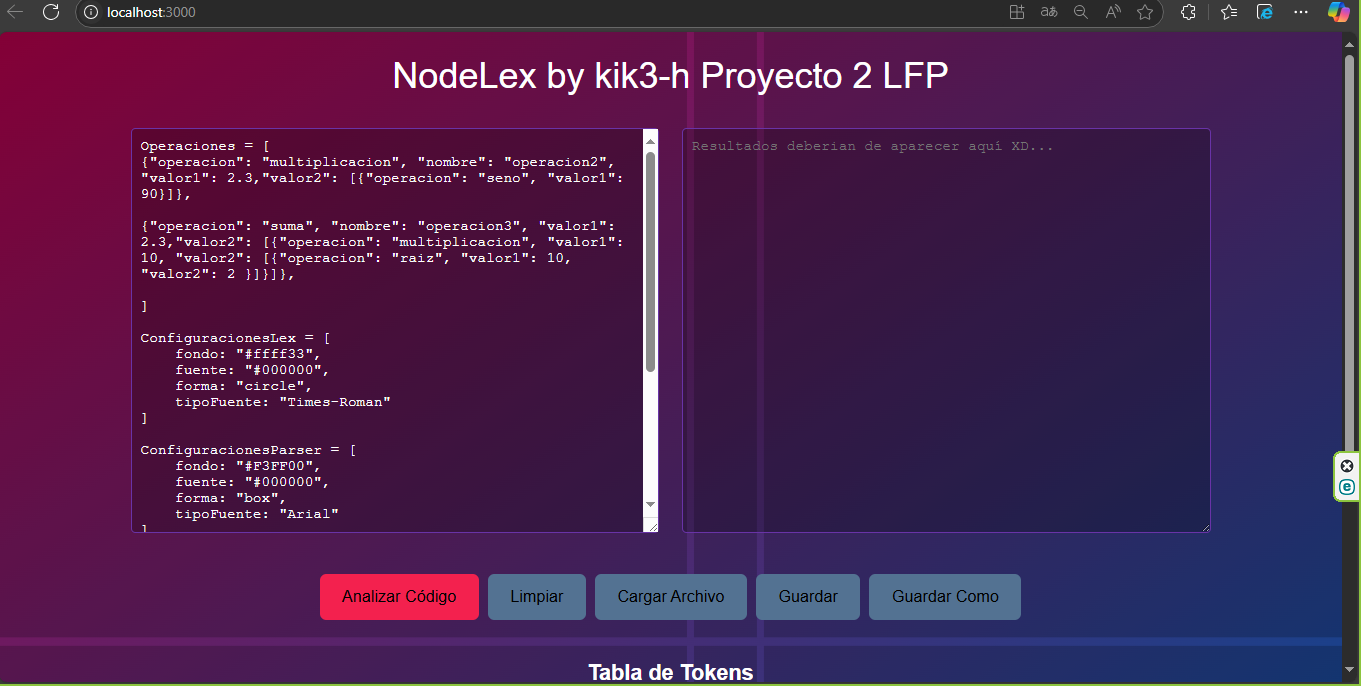 localhost:3000
NodeLex by kik3-h Proyecto 2 LFP
Operaciones = [
{"operacion": "multiplicacion", "nombre": "operacion2",
"valor1": 2.3,"valor2": [{"operacion": "seno", "valor1":
90}]},
{"operacion": "suma", "nombre": "operacion3", "valor1":
2.3,"valor2": [{"operacion": "multiplicacion", "valor1":
10, "valor2": [{"operacion": "raiz", "valor1": 10,
"valor2": 2 }]}]},
]
ConfiguracionesLex = [
fondo: "#ffff33",
fuente: "#000000",
forma: "circle",
tipoFuente: "Times-Roman"
]
ConfiguracionesParser = [
fondo: "#F3FF00",
fuente: "#000000",
forma: "box",
tipoFuente: "Arial"
]
Resultados deberian de aparecer aquí XD...
Analizar Código
Limpiar
Cargar Archivo
Guardar
Guardar Como
Tabla de Tokens